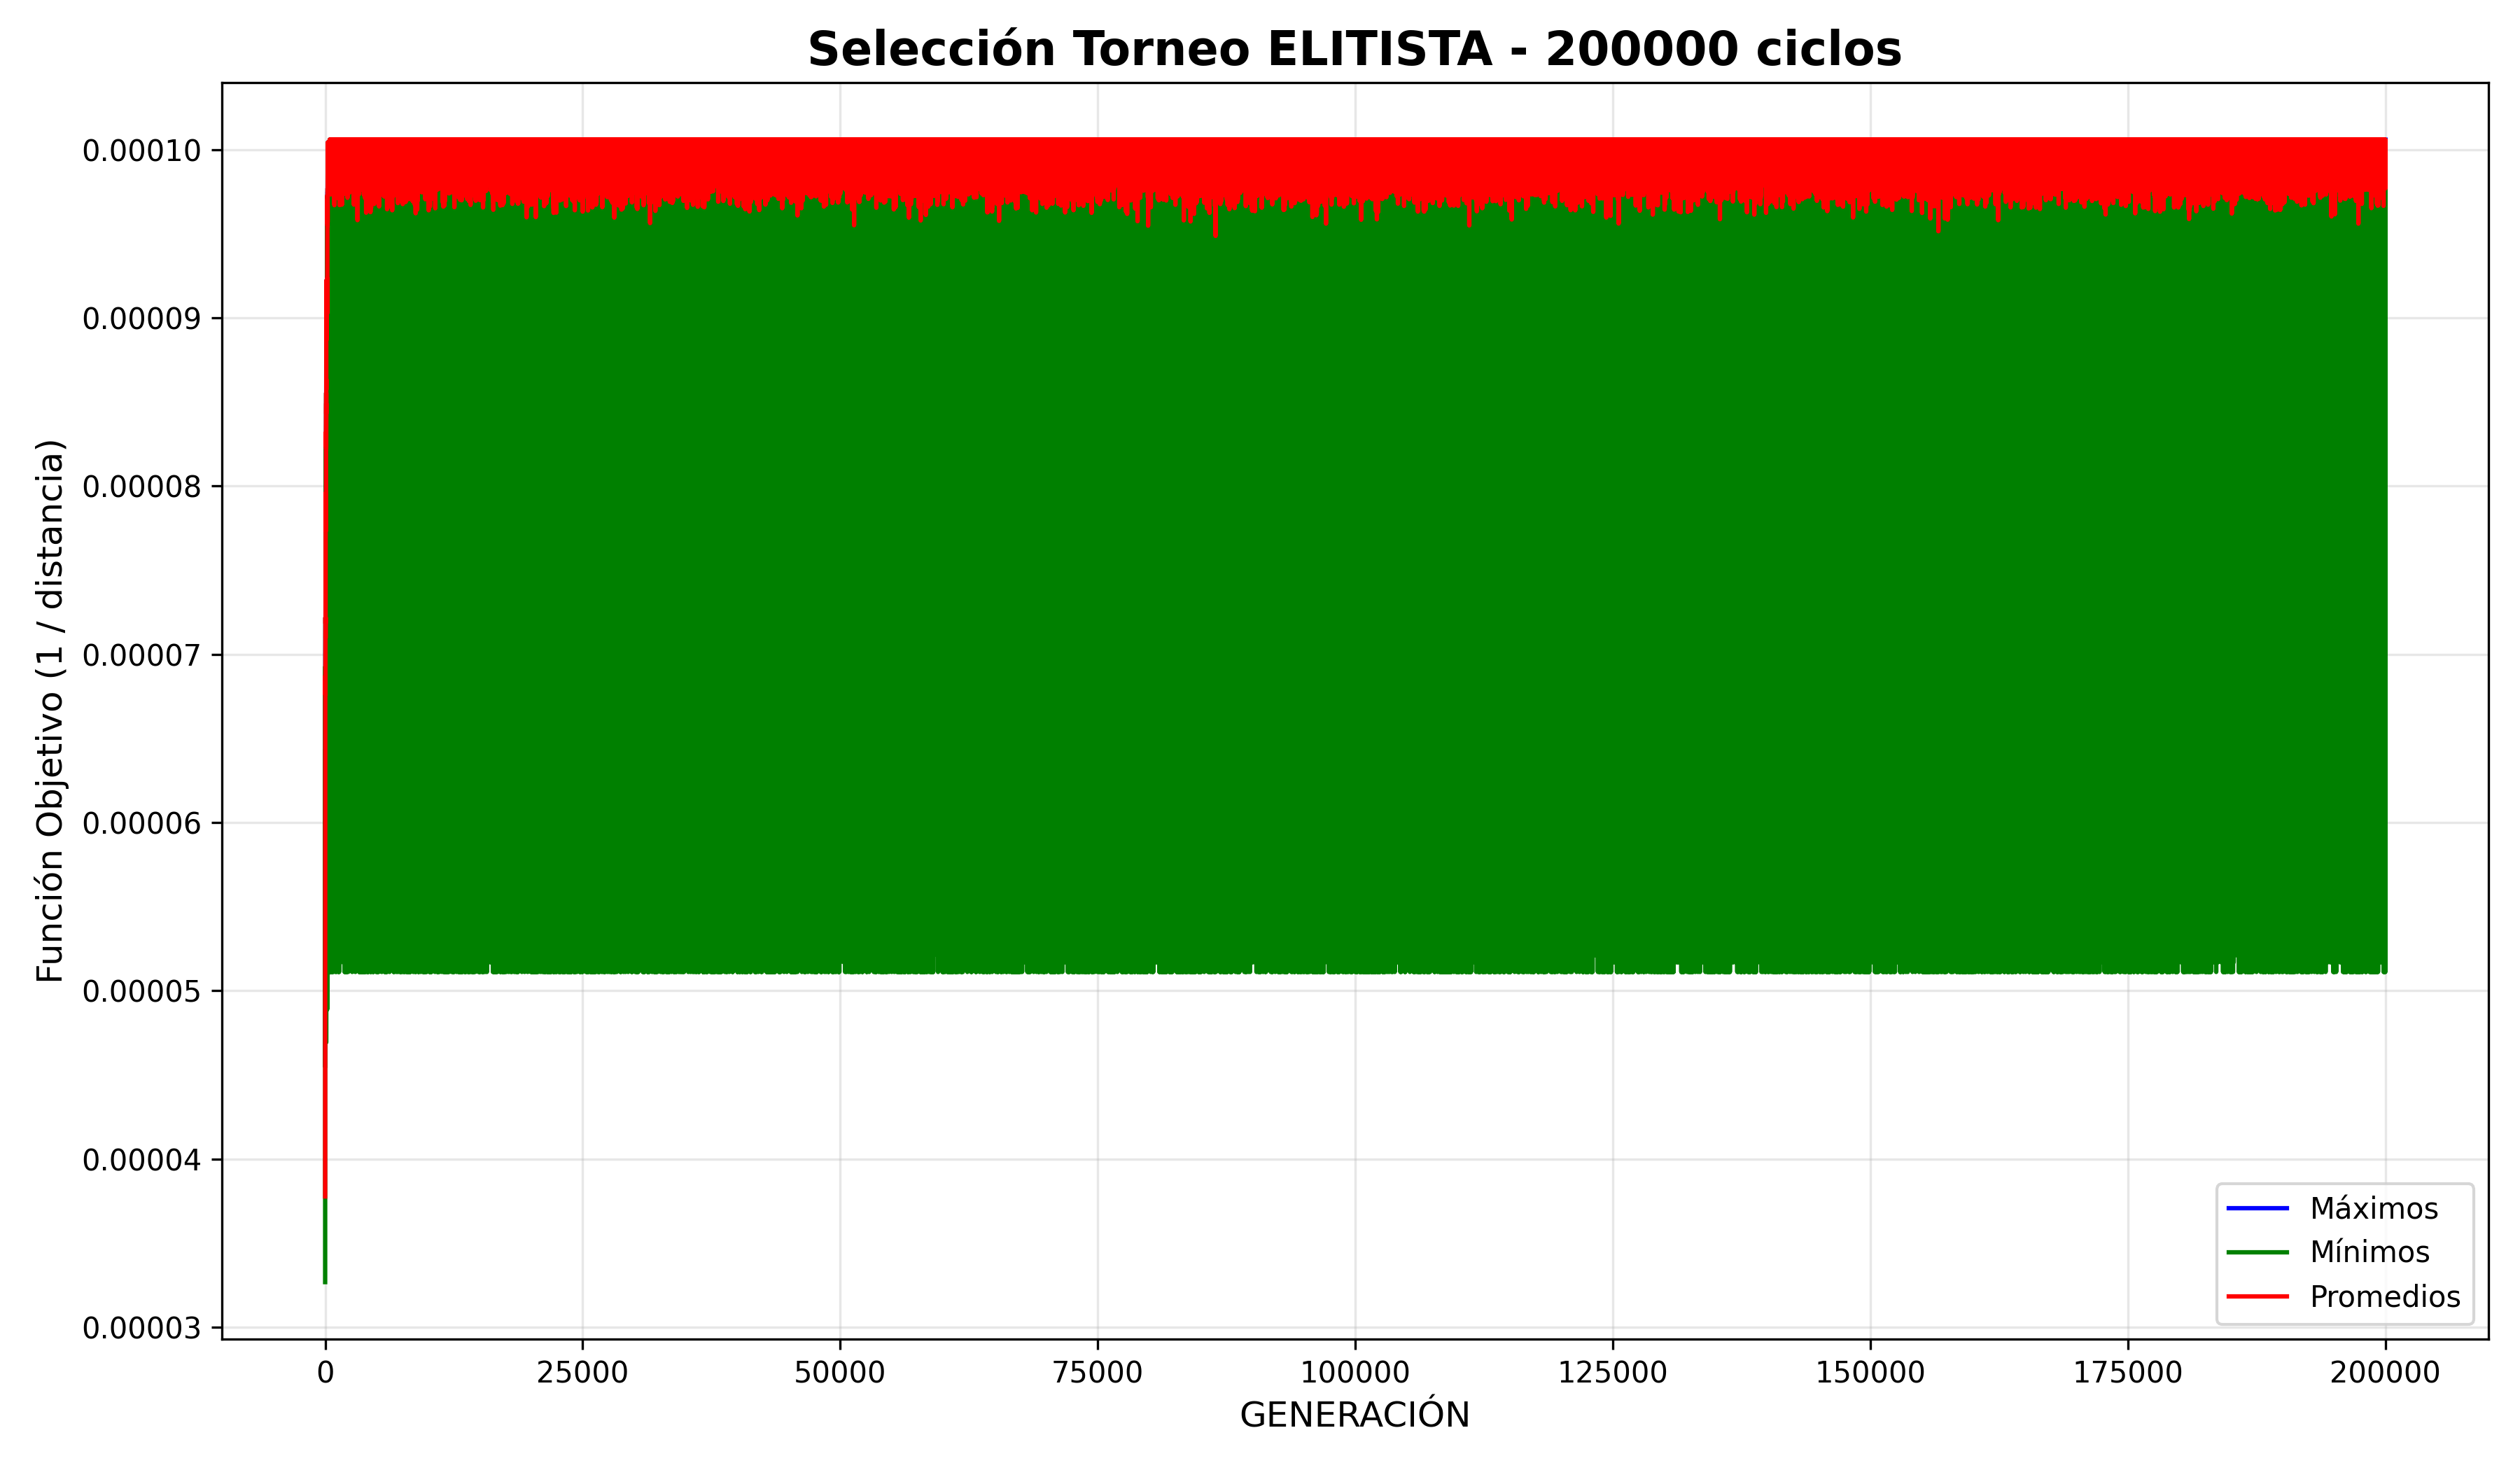 Selección Torneo ELITISTA - 200000 ciclos
Función Objetivo (1 / distancia)
0.00010
0.00009
0.00008
0.00007
0.00006
0.00005
0.00004
0.00003
Máximos
Mínimos
Promedios
0 25000 50000 75000 100000 125000 150000 175000 200000
GENERACIÓN